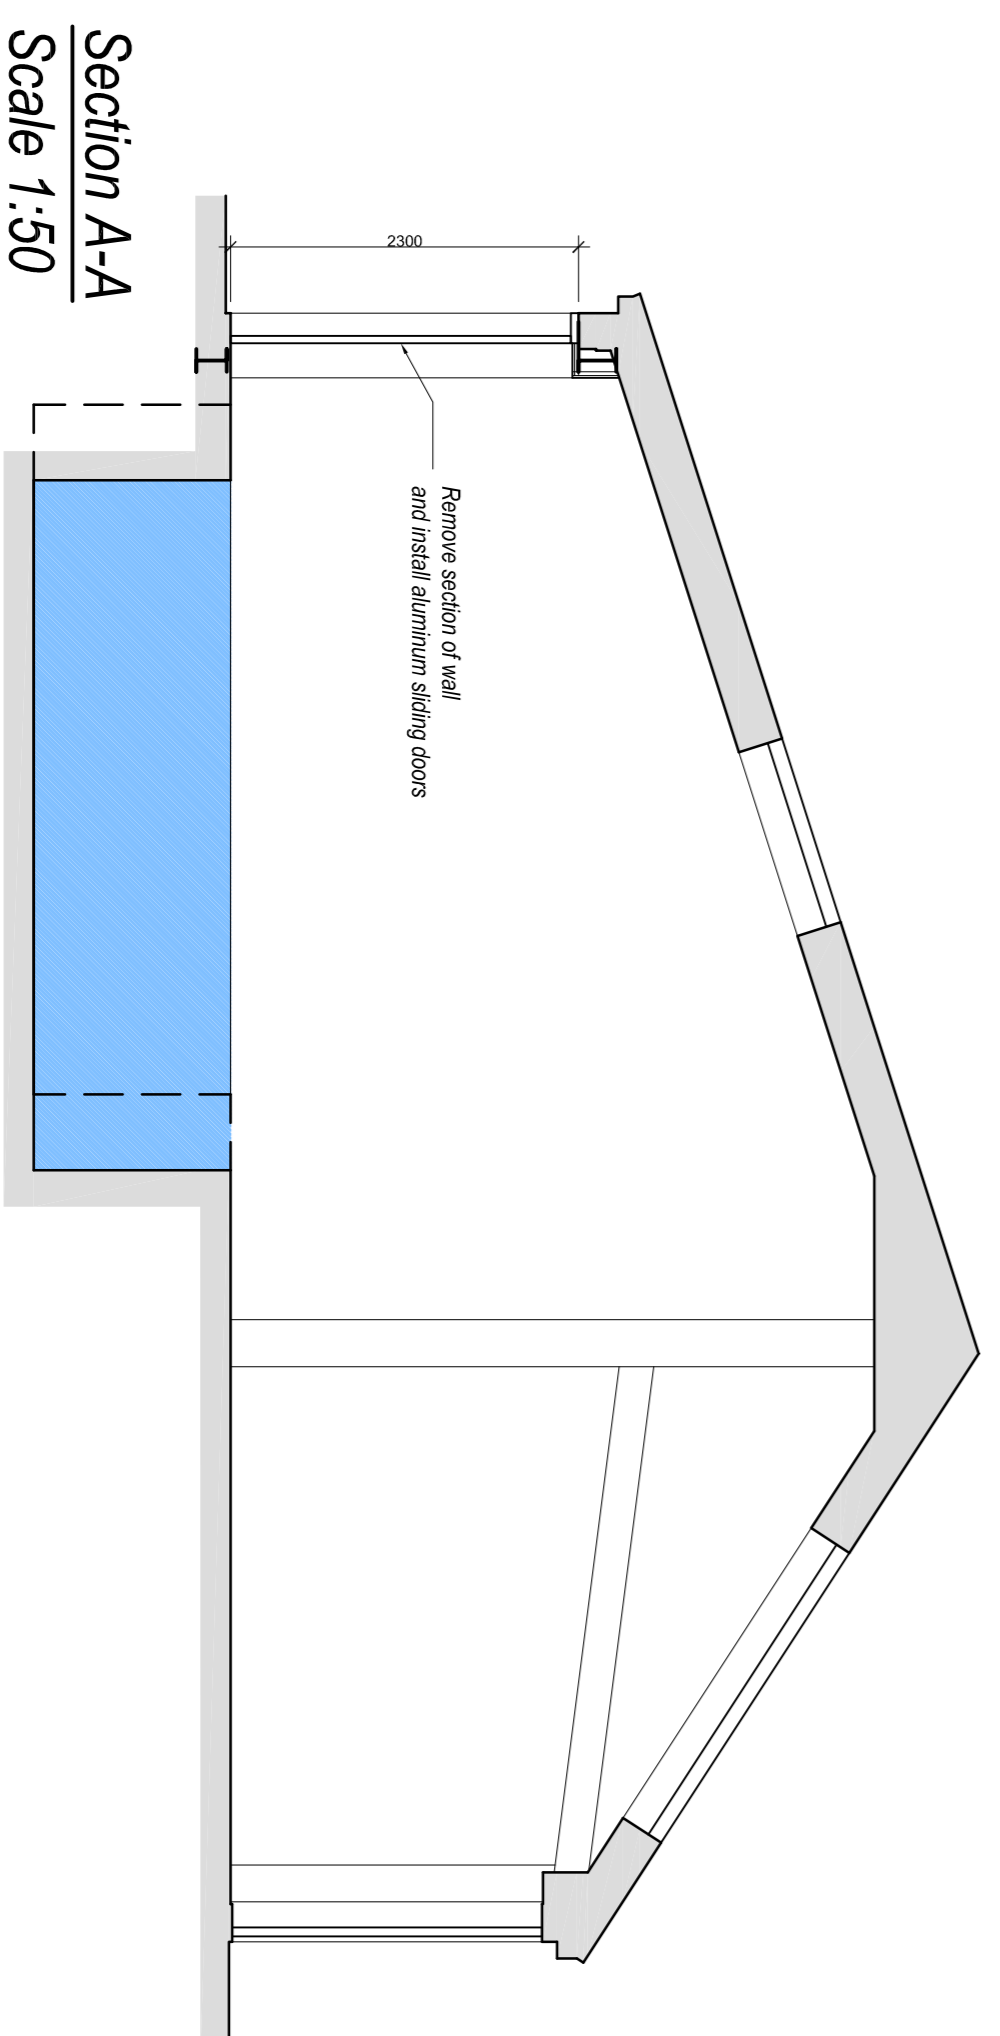 2300
Remove section of wall
and install aluminum sliding doors
Section A-A
Scale 1:50